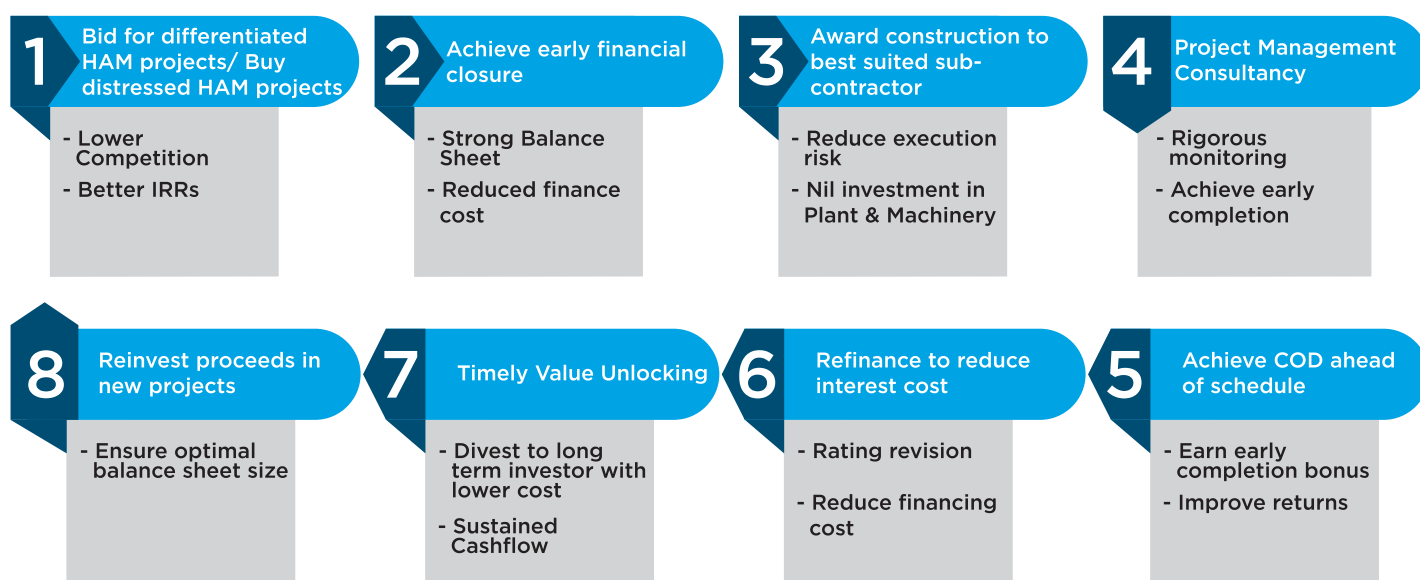 1
Bid for differentiated
HAM projects/ Buy
distressed HAM projects
- Lower
Competition
- Better IRRs
2
Achieve early financial
closure
- Strong Balance
Sheet
- Reduced finance
cost
3
Award construction to
best suited sub-
contractor
- Reduce execution
risk
- Nil investment in
Plant & Machinery
4
Project Management
Consultancy
- Rigorous
monitoring
- Achieve early
completion
8
Reinvest proceeds in
new projects
- Ensure optimal
balance sheet size
7
Timely Value Unlocking
- Divest to long
term investor with
lower cost
- Sustained
Cashflow
6
Refinance to reduce
interest cost
- Rating revision
- Reduce financing
cost
5
Achieve COD ahead
of schedule
- Earn early
completion bonus
- Improve returns